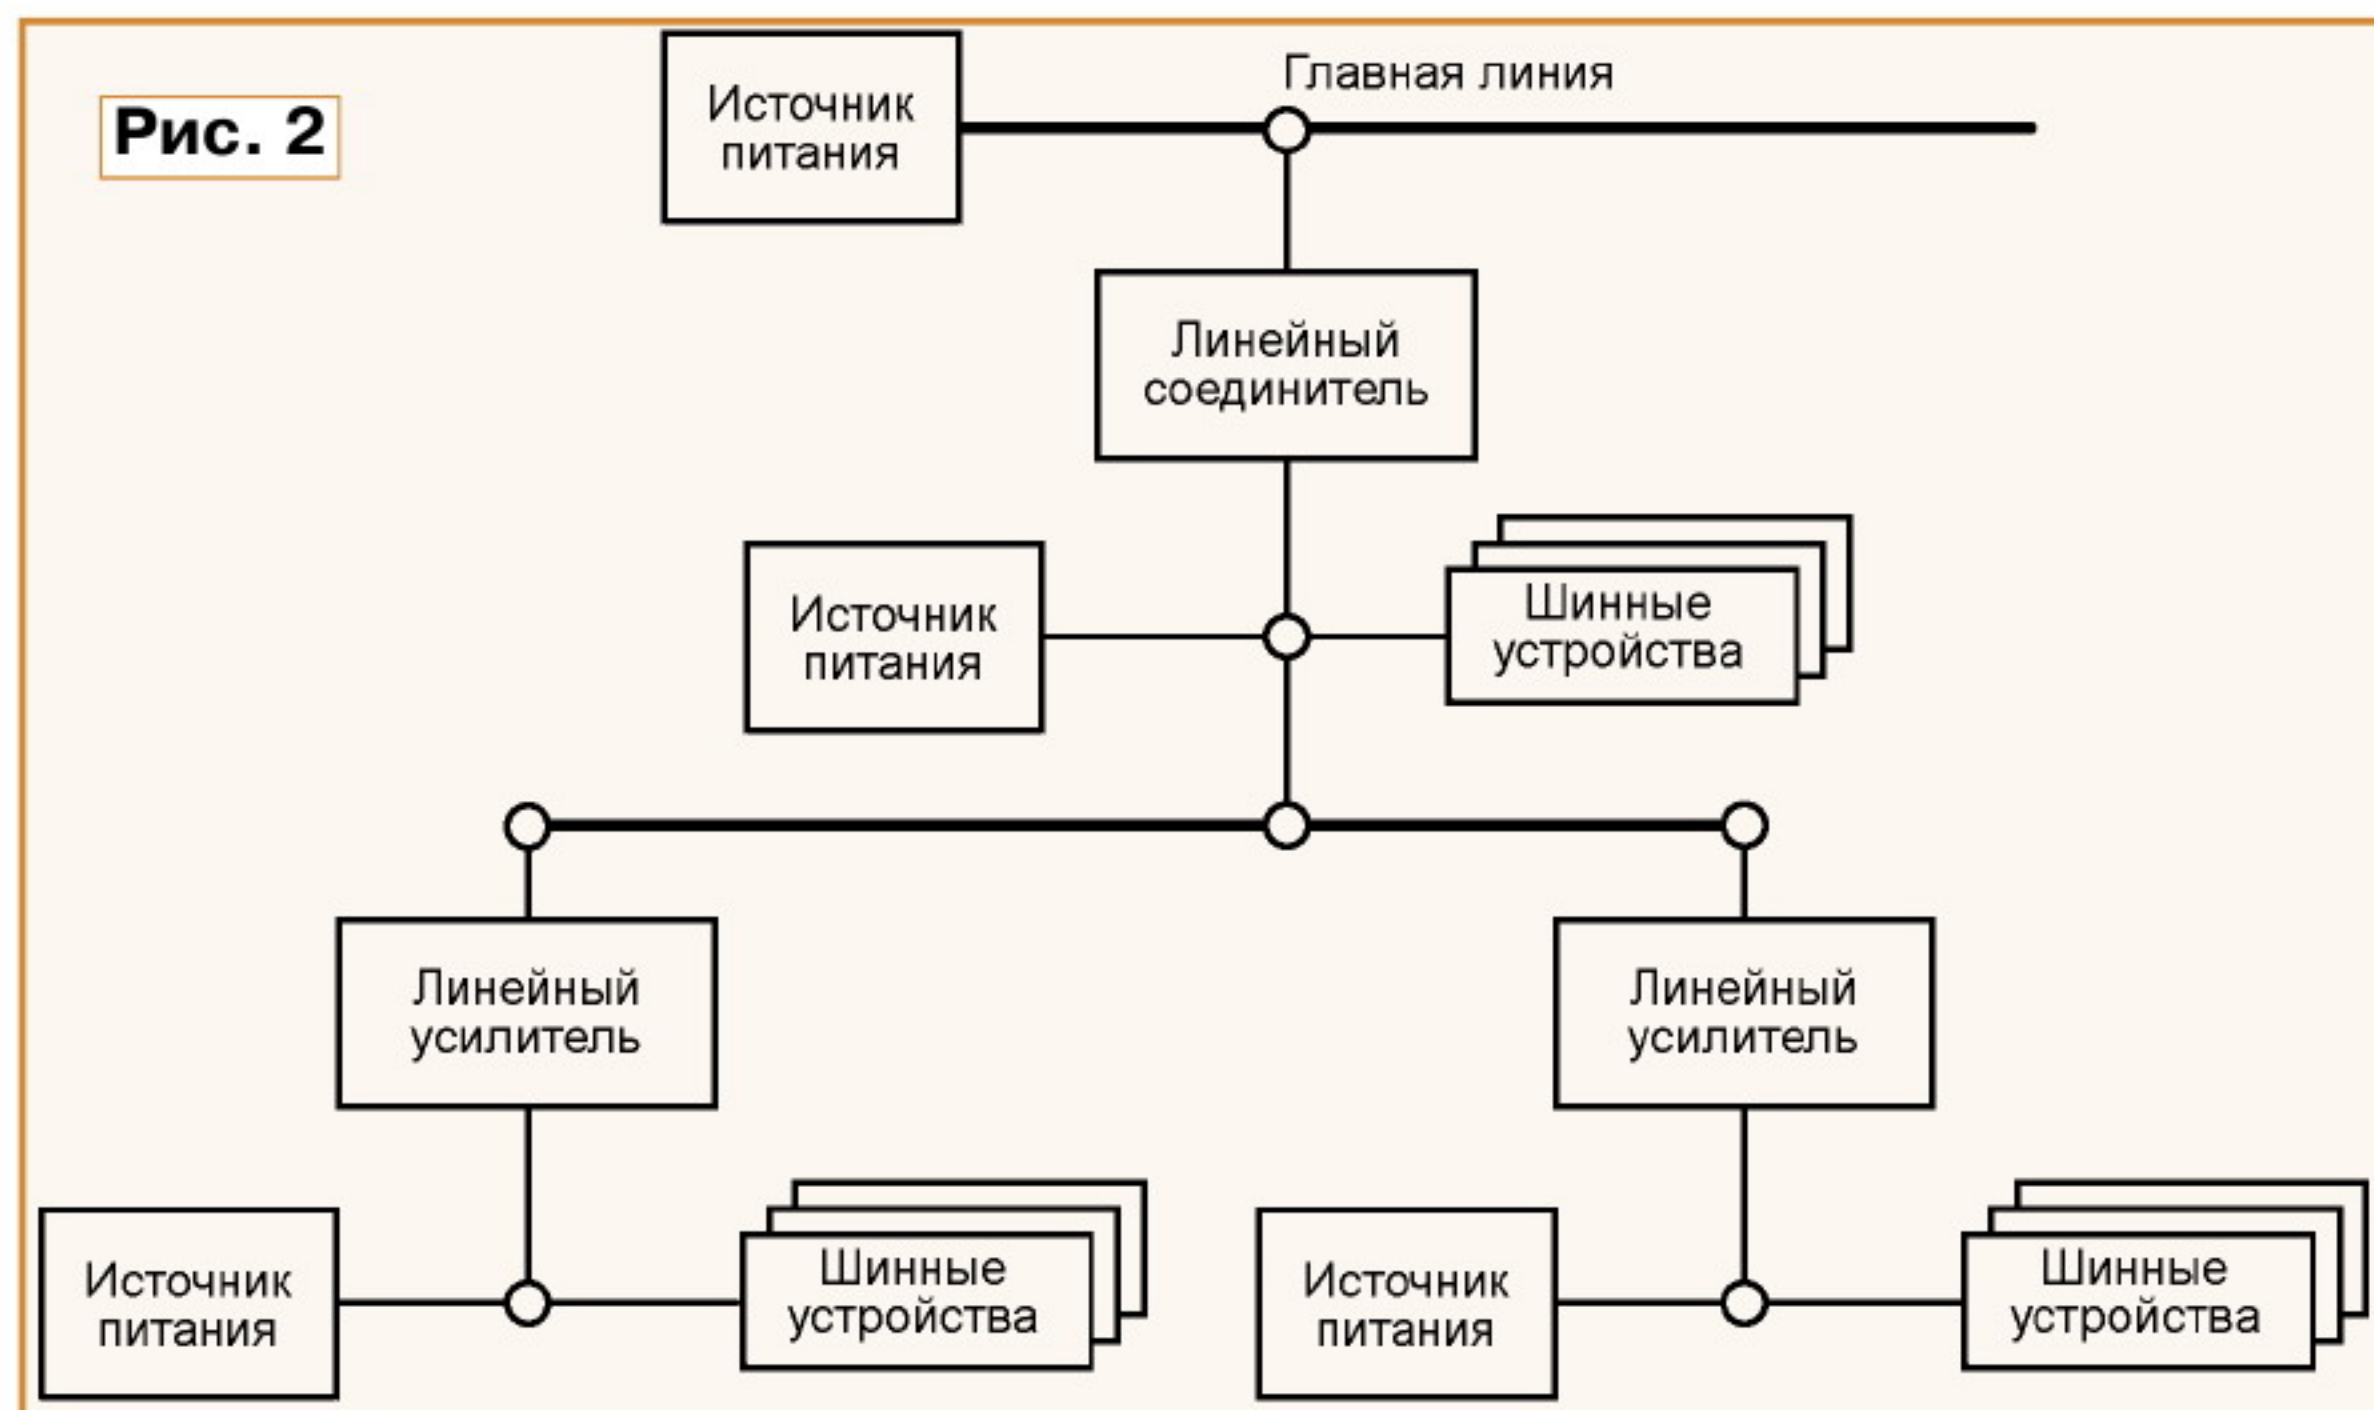 Рис. 2
Источник
питания
Главная линия
Линейный
соединитель
Источник
питания
Шинные
устройства
Линейный
усилитель
Линейный
усилитель
Источник
питания
Шинные
устройства
Источник
питания
Шинные
устройства